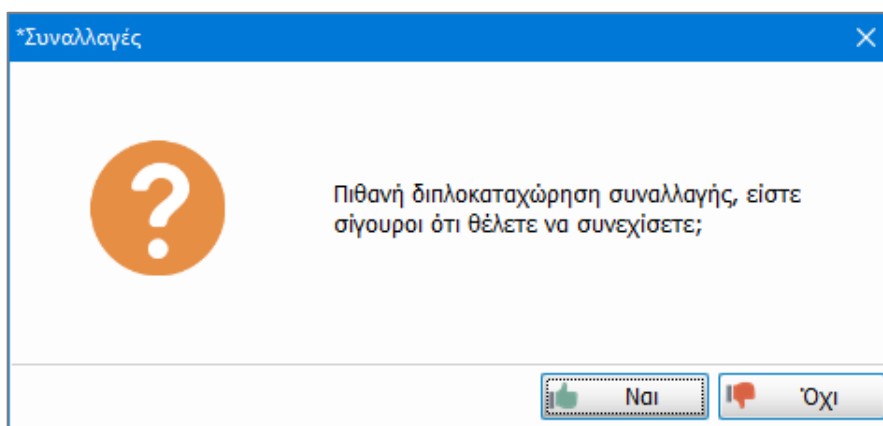 *Συναλλαγές
Πιθανή διπλοκαταχώρηση συναλλαγής, είστε
σίγουροι ότι θέλετε να συνεχίσετε;
Ναι
Όχι